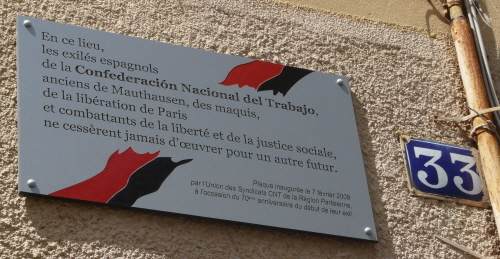 En ce lieu,
les exilés espagnols
de la Confederación Nacional del Trabajo,
anciens de Mauthausen, des maquis,
de la libération de Paris
et combattants de la liberté et de la justice sociale,
ne cessèrent jamais d'œuvrer pour un autre futur.
Plaque inaugurée le 7 février 2009
par l'Union des Syndicats CNT de la Région Parisienne,
à l'occasion du 70ème anniversaire du début de leur exil
33